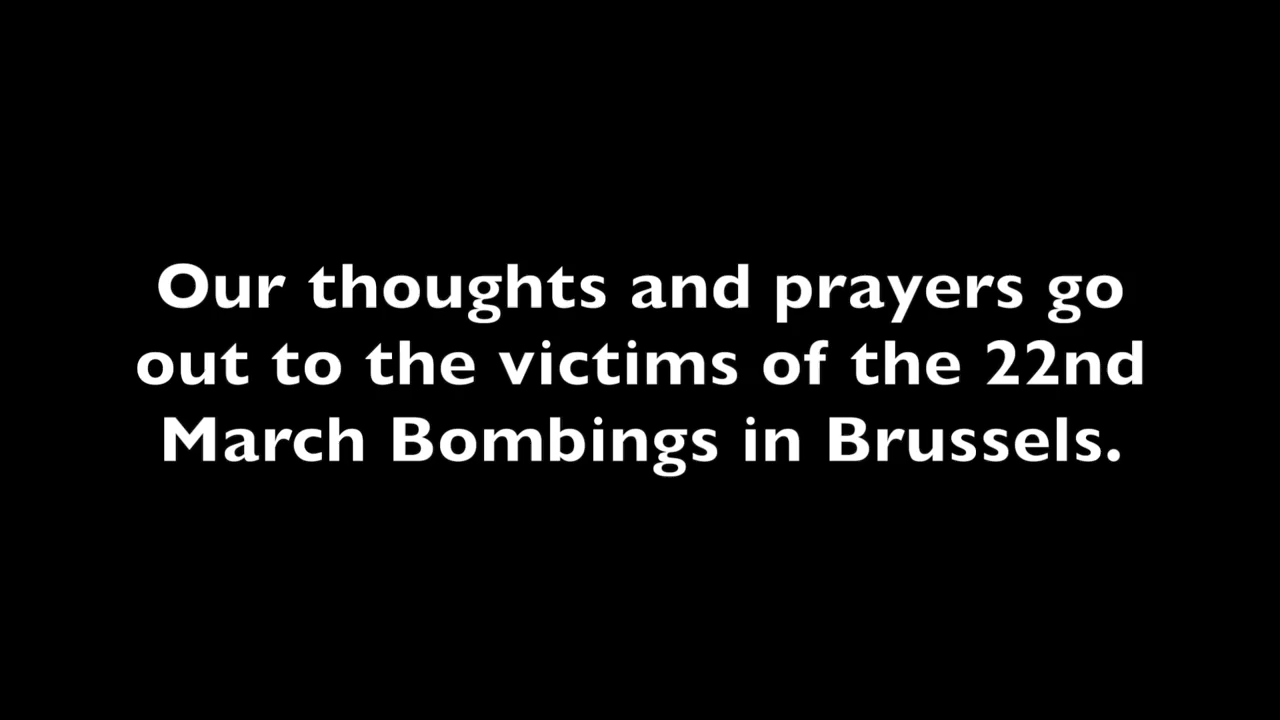 Our thoughts and prayers go
out to the victims of the 22nd
March Bombings in Brussels.